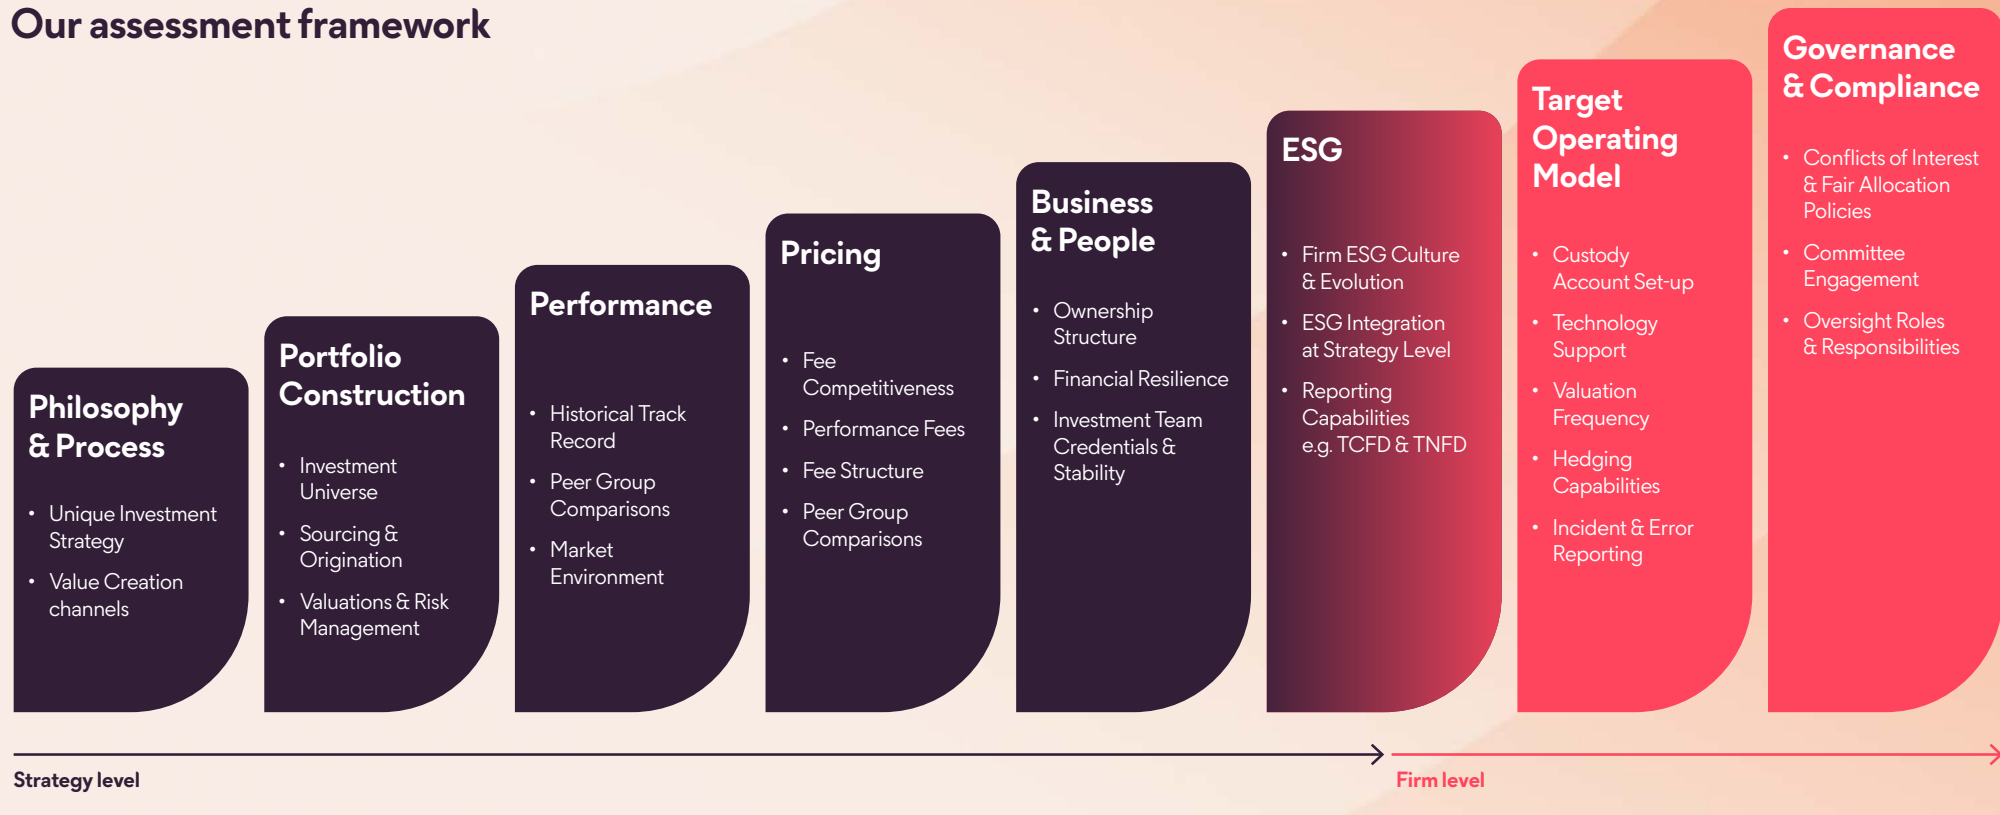 Our assessment framework
Philosophy
& Process
• Unique Investment
Strategy
• Value Creation
channels
Portfolio
Construction
• Investment
Universe
• Sourcing &
Origination
• Valuations & Risk
Management
Performance
• Historical Track
Record
• Peer Group
Comparisons
• Market
Environment
Pricing
• Fee
Competitiveness
• Performance Fees
• Fee Structure
• Peer Group
Comparisons
Business
& People
• Ownership
Structure
• Financial Resilience
• Investment Team
Credentials &
Stability
ESG
• Firm ESG Culture
& Evolution
• ESG Integration
at Strategy Level
• Reporting
Capabilities
e.g. TCFD & TNFD
Target
Operating
Model
• Custody
Account Set-up
• Technology
Support
• Valuation
Frequency
• Hedging
Capabilities
• Incident & Error
Reporting
Governance
& Compliance
• Conflicts of Interest
& Fair Allocation
Policies
• Committee
Engagement
• Oversight Roles
& Responsibilities
Strategy level
Firm level